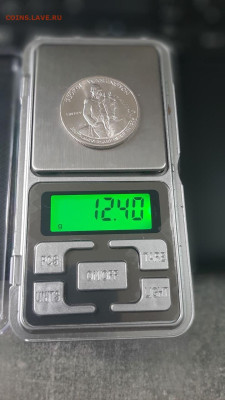 COINS.LAVE.RU
12.40
g
PCS
TARE
ON/OFF
UNITS
LIGHT